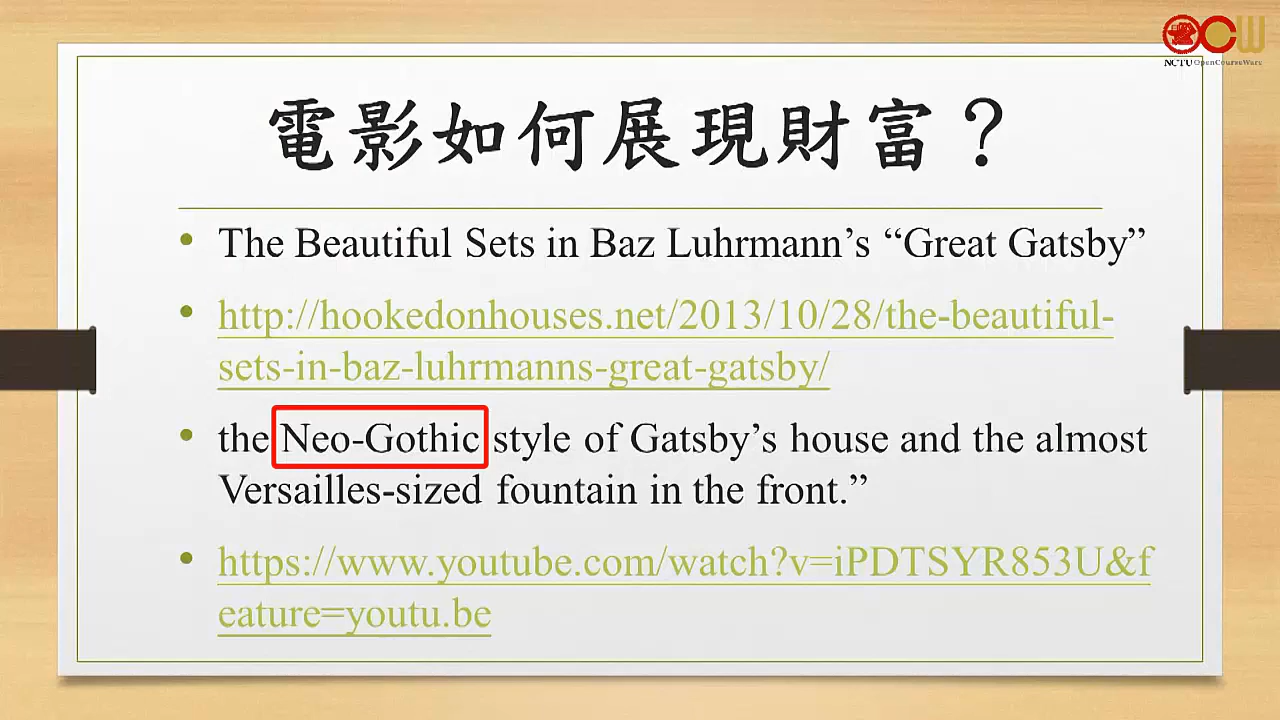 OCW
NCTU OpenCourseWare
電影如何展現財富？
• The Beautiful Sets in Baz Luhrmann’s “Great Gatsby”
• http://hookedonhouses.net/2013/10/28/the-beautiful-
sets-in-baz-luhrmanns-great-gatsby/
• the Neo-Gothic style of Gatsby’s house and the almost
Versailles-sized fountain in the front.”
• https://www.youtube.com/watch?v=iPDTSYR853U&f
eature=youtu.be